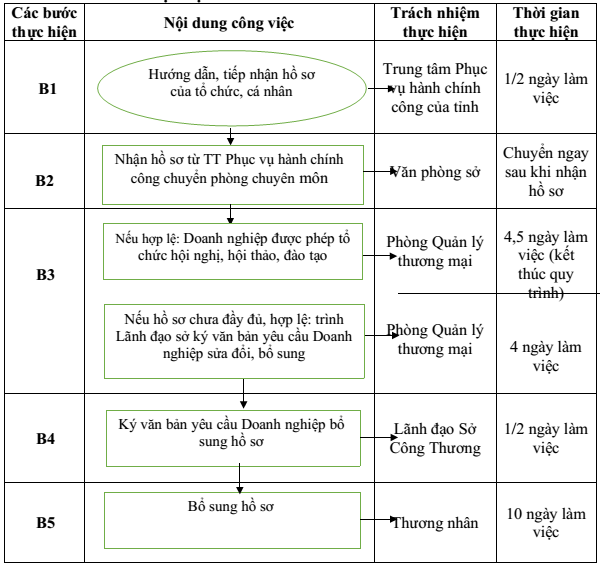 Các bước
thực hiện
Nội dung công việc
Trách nhiệm
thực hiện
Thời gian
thực hiện
B1
Hướng dẫn, tiếp nhận hồ sơ
của tổ chức, cá nhân
Trung tâm Phục
vụ hành chính
công của tỉnh
1/2 ngày làm
việc
B2
Nhận hồ sơ từ TT Phục vụ hành chính
công chuyển phòng chuyên môn
Văn phòng sở
Chuyển ngay
sau khi nhận
hồ sơ
B3
Nếu hợp lệ: Doanh nghiệp được phép tổ
chức hội nghị, hội thảo, đào tạo
Phòng Quản lý
thương mại
4,5 ngày làm
việc (kết
thúc quy
trình)
Nếu hồ sơ chưa đầy đủ, hợp lệ: trình
Lãnh đạo sở ký văn bản yêu cầu Doanh
nghiệp sửa đổi, bổ sung
Phòng Quản lý
thương mại
4 ngày làm
việc
B4
Ký văn bản yêu cầu Doanh nghiệp bổ
sung hồ sơ
Lãnh đạo Sở
Công Thương
1/2 ngày làm
việc
B5
Bổ sung hồ sơ
Thương nhân
10 ngày làm
việc